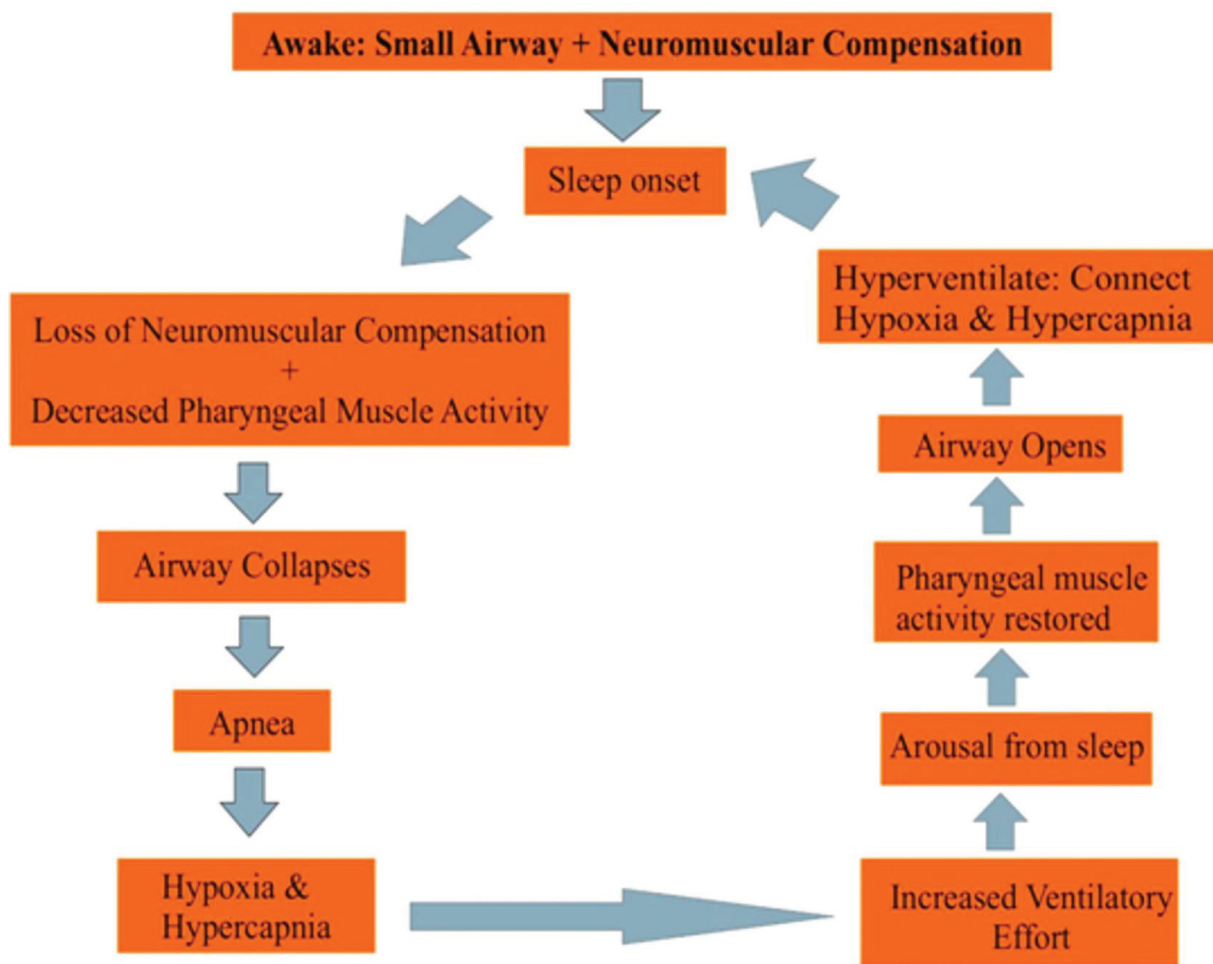 Awake: Small Airway + Neuromuscular Compensation
Sleep onset
Loss of Neuromuscular Compensation
+
Decreased Pharyngeal Muscle Activity
Airway Collapses
Apnea
Hypoxia &
Hypercapnia
Increased Ventilatory
Effort
Arousal from sleep
Pharyngeal muscle
activity restored
Airway Opens
Hyperventilate: Connect
Hypoxia & Hypercapnia